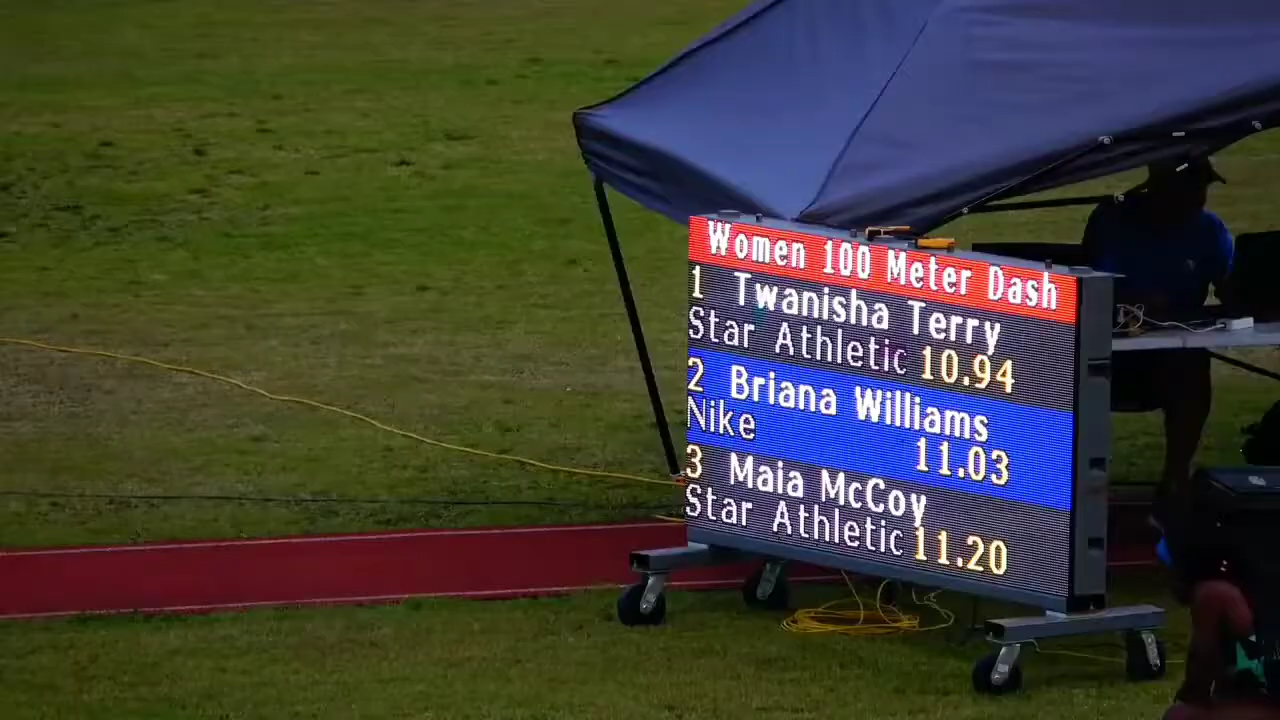 Women 100 Meter Dash
1 Twanisha Terry
Star Athletic 10.94
2 Briana Williams
Nike 11.03
3 Maia McCoy
Star Athletic 11.20